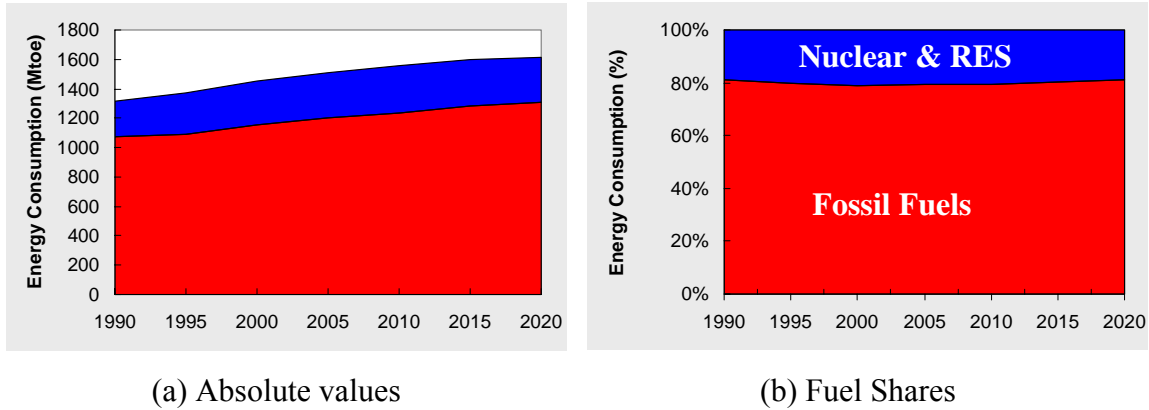 Energy Consumption (Mtoe)
1800
1600
1400
1200
1000
800
600
400
200
0
1990 1995 2000 2005 2010 2015 2020
(a) Absolute values
Energy Consumption (%)
100%
80%
60%
40%
20%
0%
Nuclear & RES
Fossil Fuels
1990 1995 2000 2005 2010 2015 2020
(b) Fuel Shares